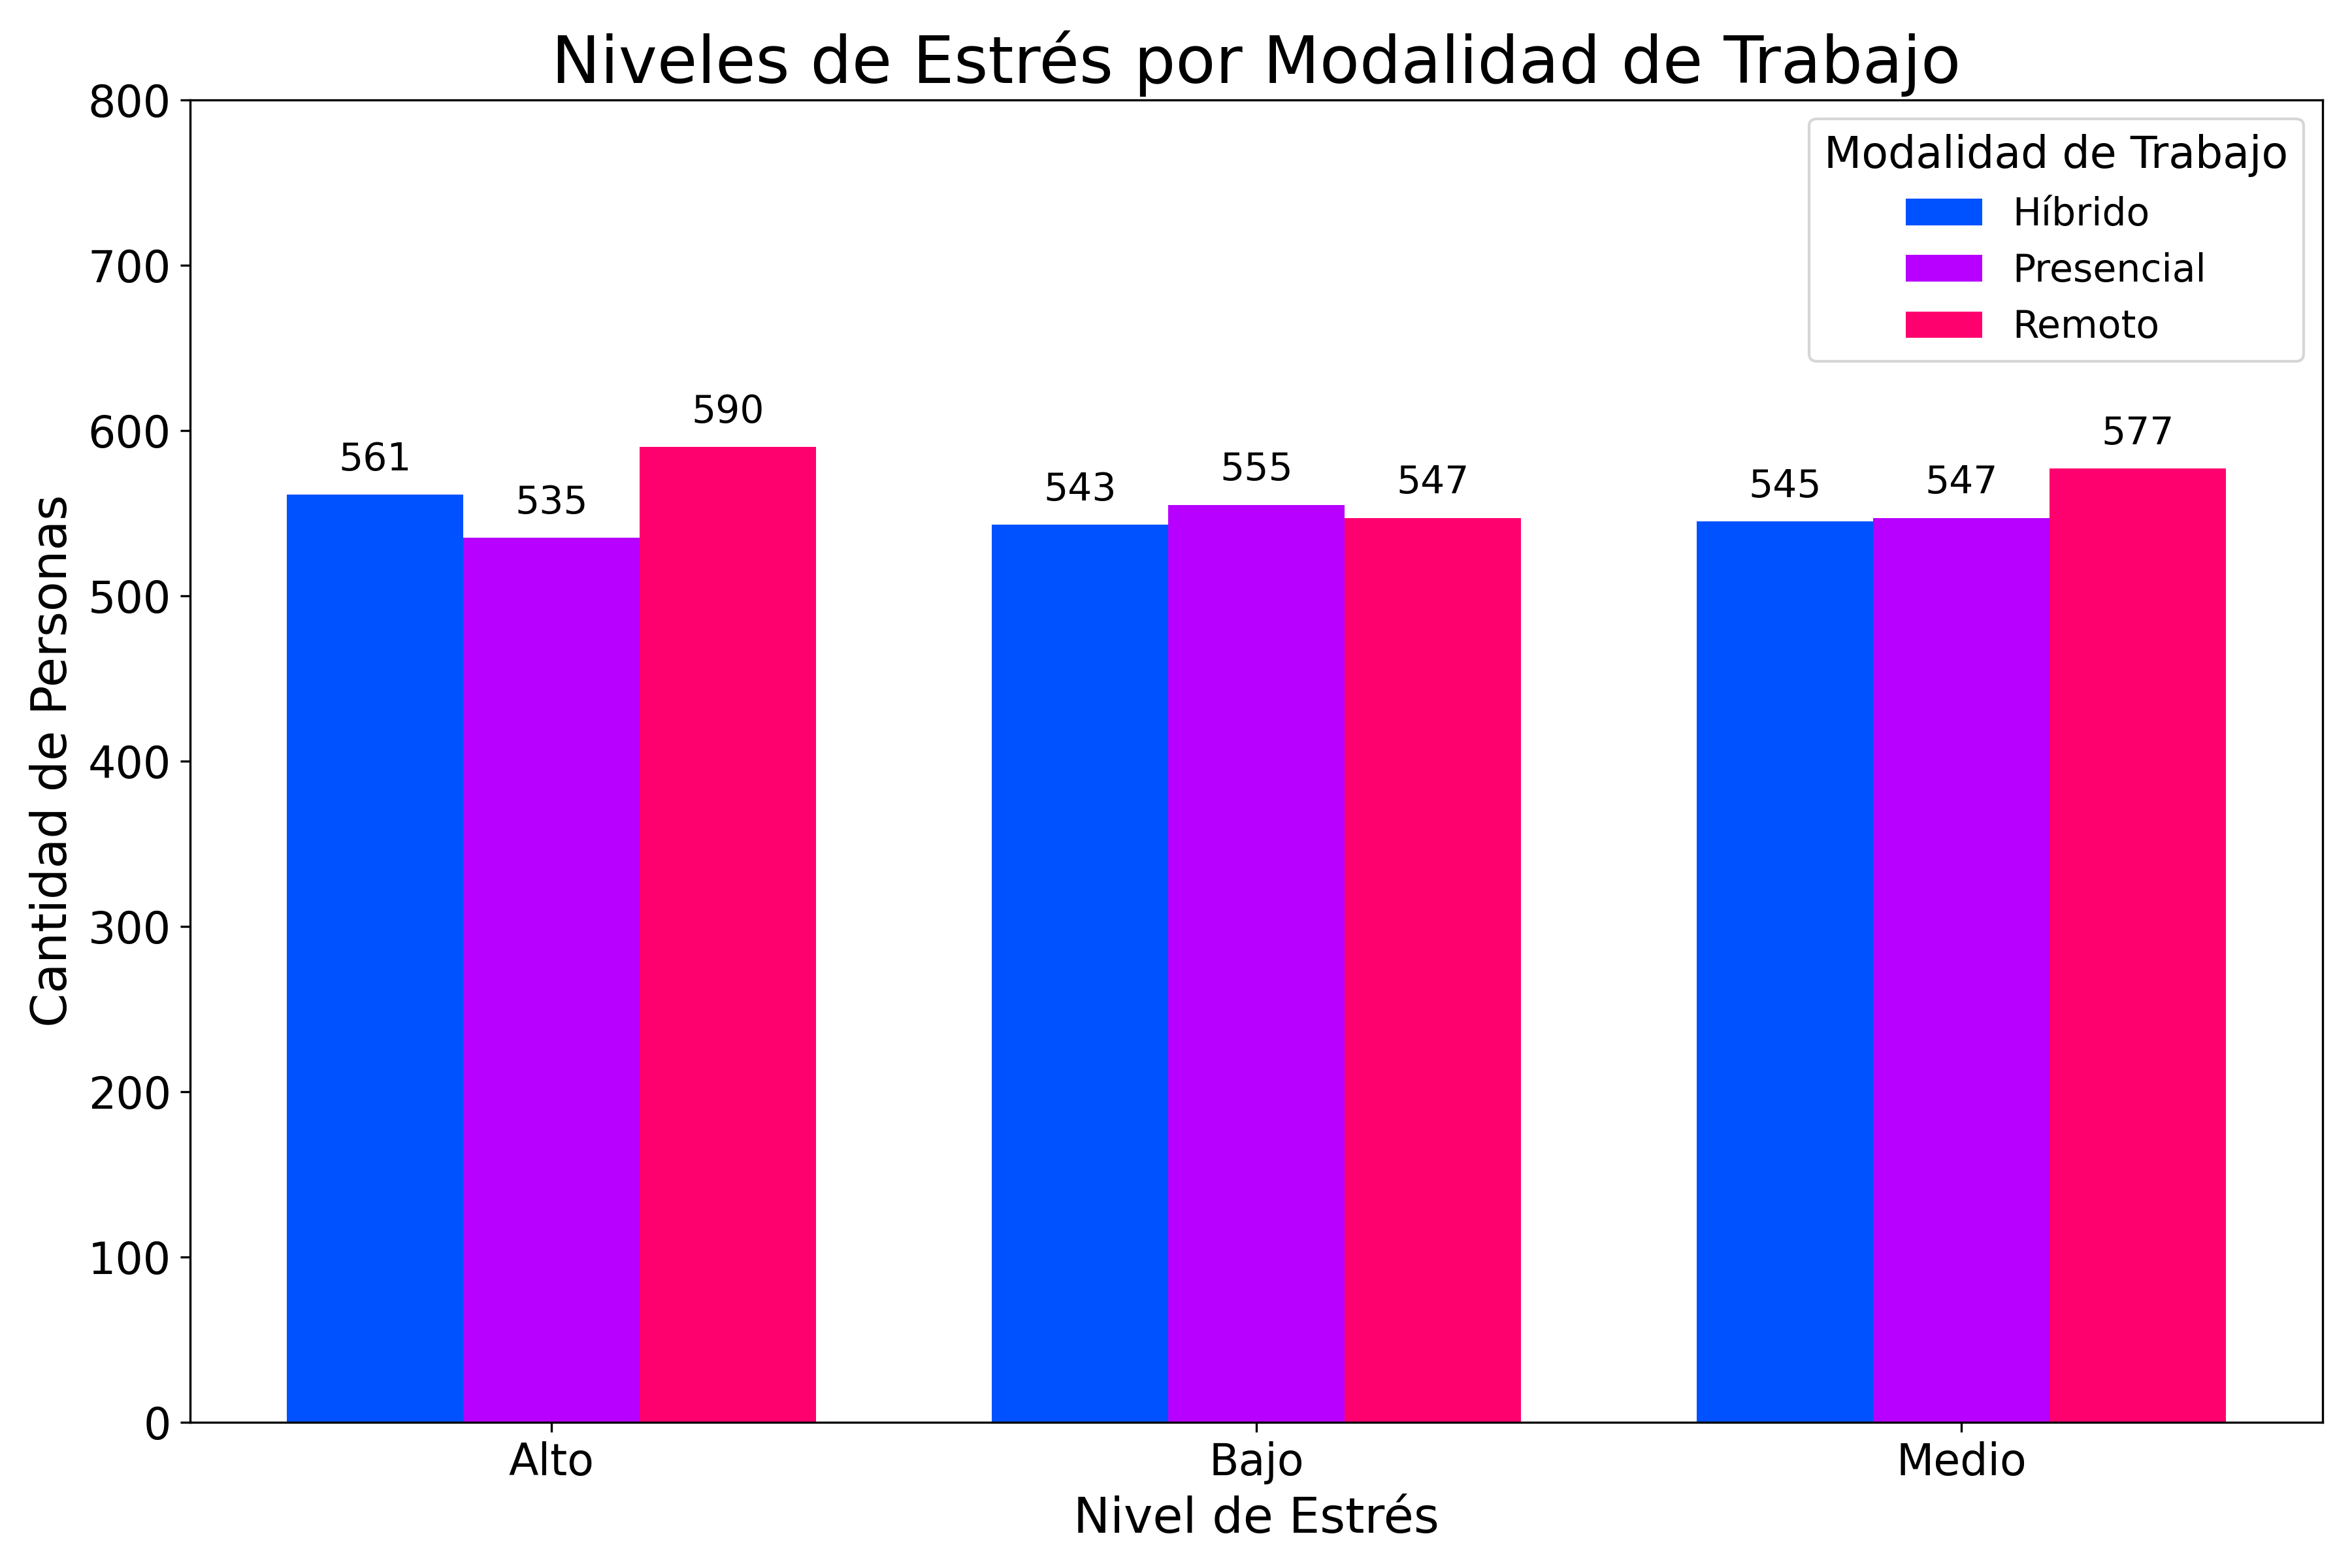 Niveles de Estrés por Modalidad de Trabajo
Modalidad de Trabajo
Híbrido
Presencial
Remoto
Cantidad de Personas
800
700
600
500
400
300
200
100
0
561
535
590
543
555
547
545
547
577
Alto
Bajo
Medio
Nivel de Estrés